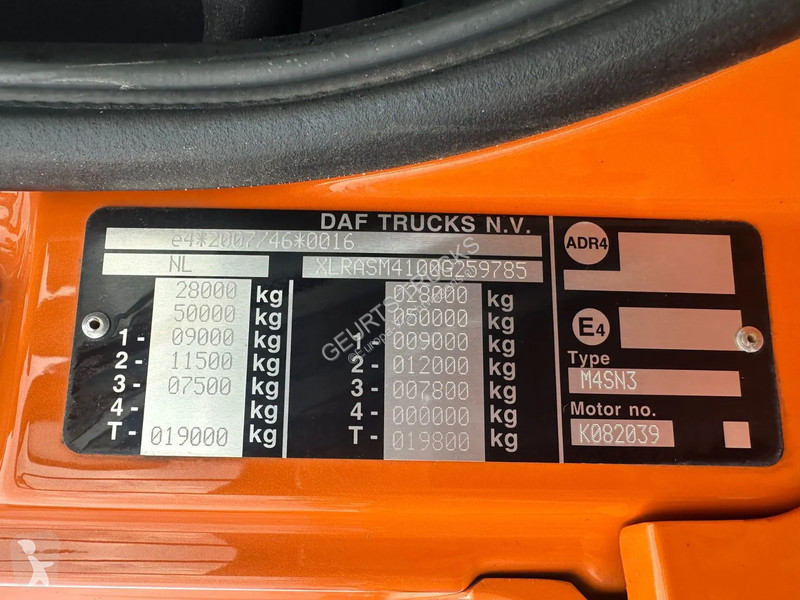 DAF TRUCKS N.V.
e4*2007/46*0016
NL XLRASM4100G259785
28000 kg 028000 kg
50000 kg 050000 kg
1- 09000 kg 1- 009000 kg
2- 11500 kg 2- 012000 kg
3- 07500 kg 3- 007800 kg
4- kg 4- 000000 kg
T- 019000 kg T- 019800 kg
ADR4
E4
Type
M4SN3
Motor no.
K082039
GEURTS TRUCKS